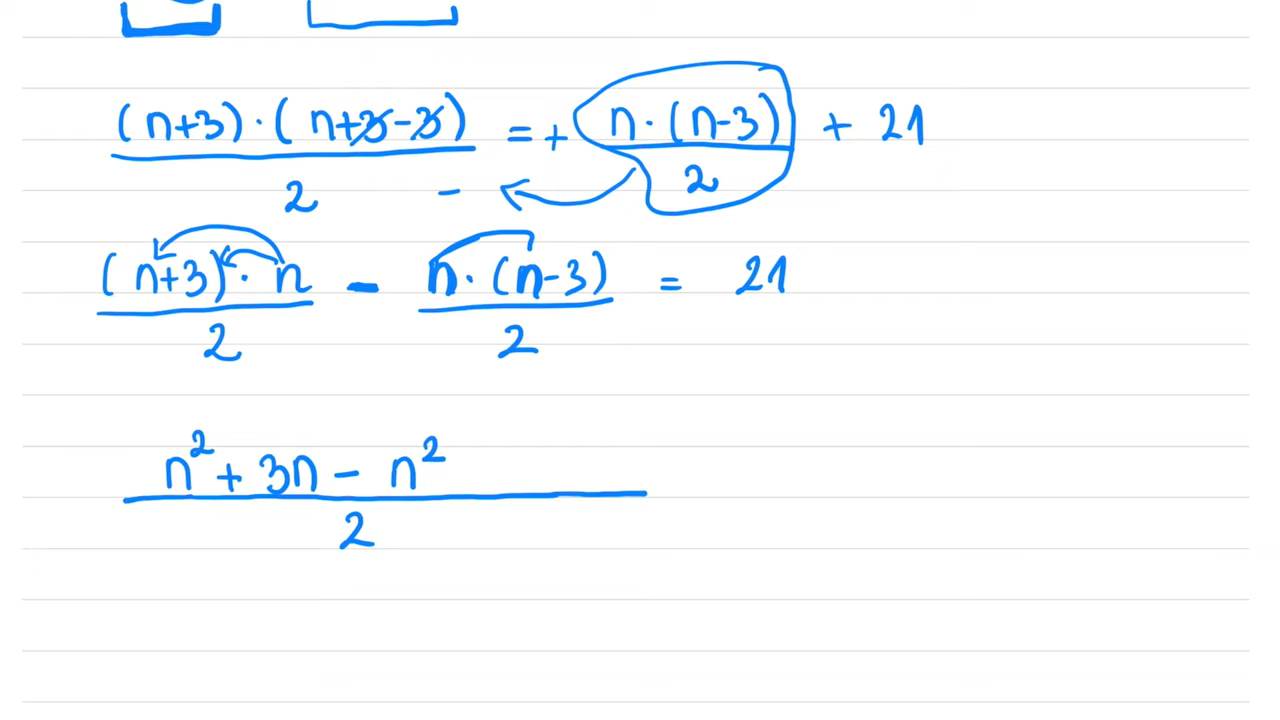 (n+3)·(n+3-3)/2 = + n·(n-3)/2 + 21
-
(n+3)·n/2 - n·(n-3)/2 = 21
n²+3n-n²/2